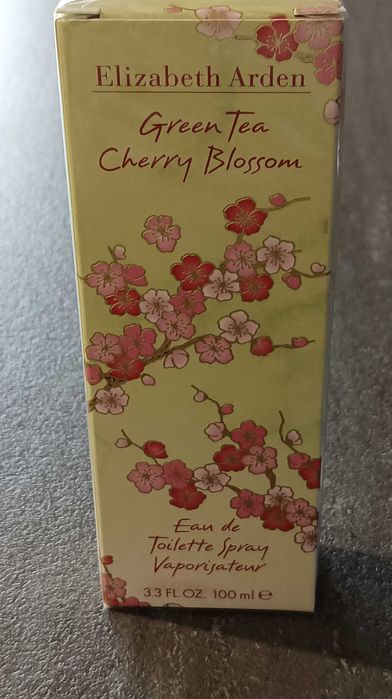 Elizabeth Arden
Green Tea
Cherry Blossom
Eau de
Toilette Spray
Vaporisateur
3.3 FL.OZ. 100 ml ℮